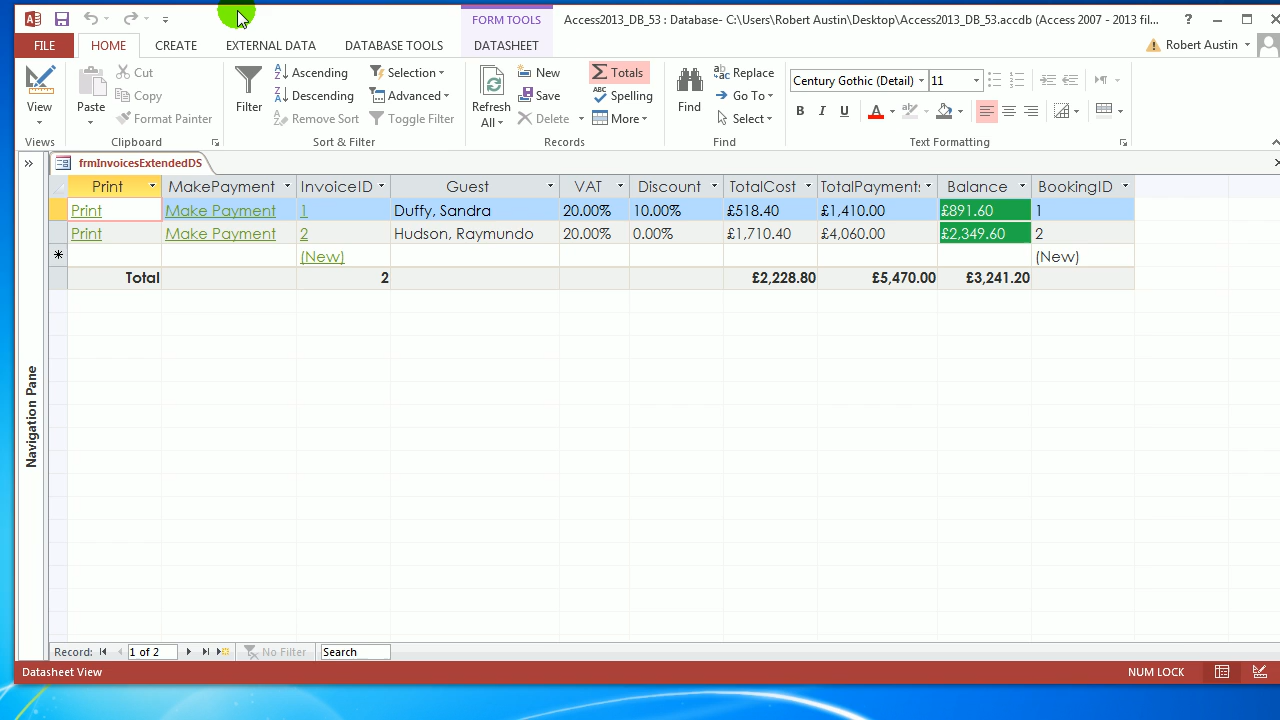 FORM TOOLS Access2013_DB_53 : Database- C:\Users\Robert Austin\Desktop\Access2013_DB_53.accdb (Access 2007 - 2013 fil... ?
FILE HOME CREATE EXTERNAL DATA DATABASE TOOLS DATASHEET Robert Austin
Cut Ascending Selection New Totals Replace Century Gothic (Detail) 11
View Paste Copy Filter Descending Advanced Refresh All Save Spelling Find Go To B I U A
Format Painter Remove Sort Toggle Filter Delete More Select
Views Clipboard Sort & Filter Records Find Text Formatting
frmInvoicesExtendedDS
Print MakePayment InvoiceID Guest VAT Discount TotalCost TotalPayments Balance BookingID
Print Make Payment 1 Duffy, Sandra 20.00% 10.00% £518.40 £1,410.00 £891.60 1
Print Make Payment 2 Hudson, Raymundo 20.00% 0.00% £1,710.40 £4,060.00 £2,349.60 2
(New) (New)
Total 2 £2,228.80 £5,470.00 £3,241.20
Navigation Pane
Record: 1 of 2 No Filter Search
Datasheet View NUM LOCK